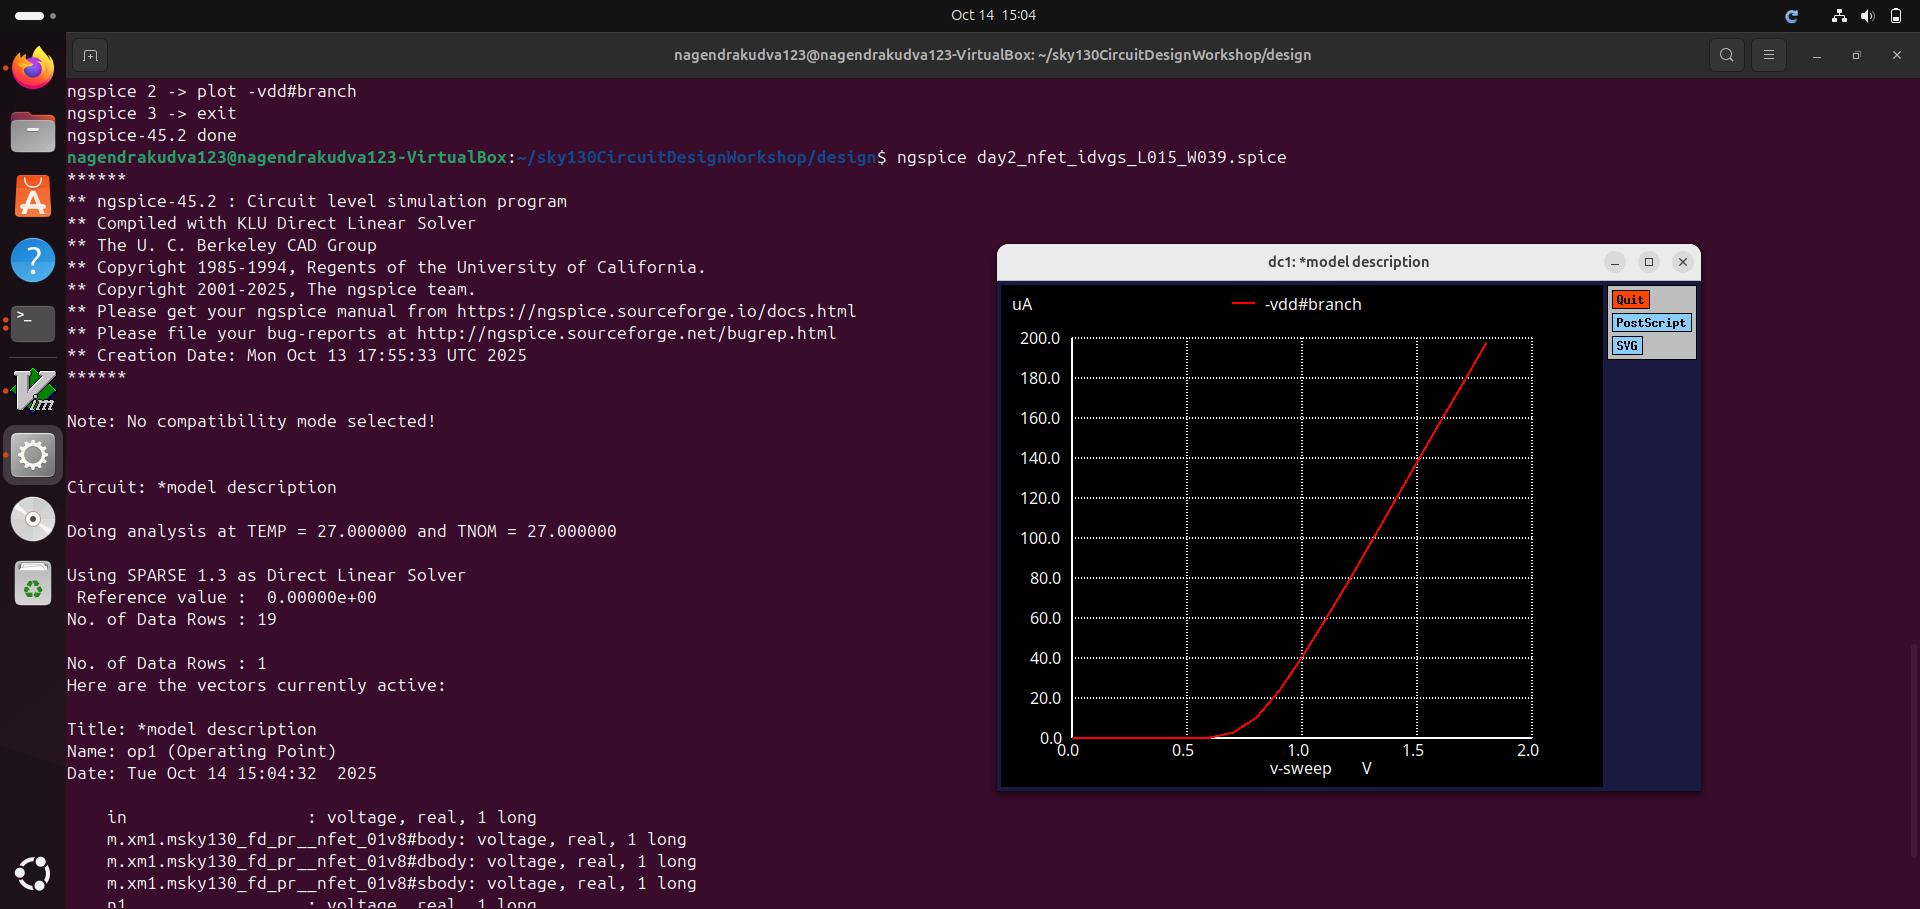 Oct 14 15:04
nagendrakudva123@nagendrakudva123-VirtualBox: ~/sky130CircuitDesignWorkshop/design
ngspice 2 -> plot -vdd#branch
ngspice 3 -> exit
ngspice-45.2 done
nagendrakudva123@nagendrakudva123-VirtualBox:~/sky130CircuitDesignWorkshop/design$ ngspice day2_nfet_idvgs_L015_W039.spice
******
** ngspice-45.2 : Circuit level simulation program
** Compiled with KLU Direct Linear Solver
** The U. C. Berkeley CAD Group
** Copyright 1985-1994, Regents of the University of California.
** Copyright 2001-2025, The ngspice team.
** Please get your ngspice manual from https://ngspice.sourceforge.io/docs.html
** Please file your bug-reports at http://ngspice.sourceforge.net/bugrep.html
** Creation Date: Mon Oct 13 17:55:33 UTC 2025
******
Note: No compatibility mode selected!
Circuit: *model description
Doing analysis at TEMP = 27.000000 and TNOM = 27.000000
Using SPARSE 1.3 as Direct Linear Solver
Reference value :  0.00000e+00
No. of Data Rows : 19
No. of Data Rows : 1
Here are the vectors currently active:
Title: *model description
Name: op1 (Operating Point)
Date: Tue Oct 14 15:04:32  2025
in : voltage, real, 1 long
m.xm1.msky130_fd_pr__nfet_01v8#body: voltage, real, 1 long
m.xm1.msky130_fd_pr__nfet_01v8#dbody: voltage, real, 1 long
m.xm1.msky130_fd_pr__nfet_01v8#sbody: voltage, real, 1 long
n1 : voltage, real, 1 long
dc1: *model description
uA
-vdd#branch
Quit
PostScript
SVG
200.0
180.0
160.0
140.0
120.0
100.0
80.0
60.0
40.0
20.0
0.0
0.0 0.5 1.0 1.5 2.0
v-sweep V
>_
?
Vim